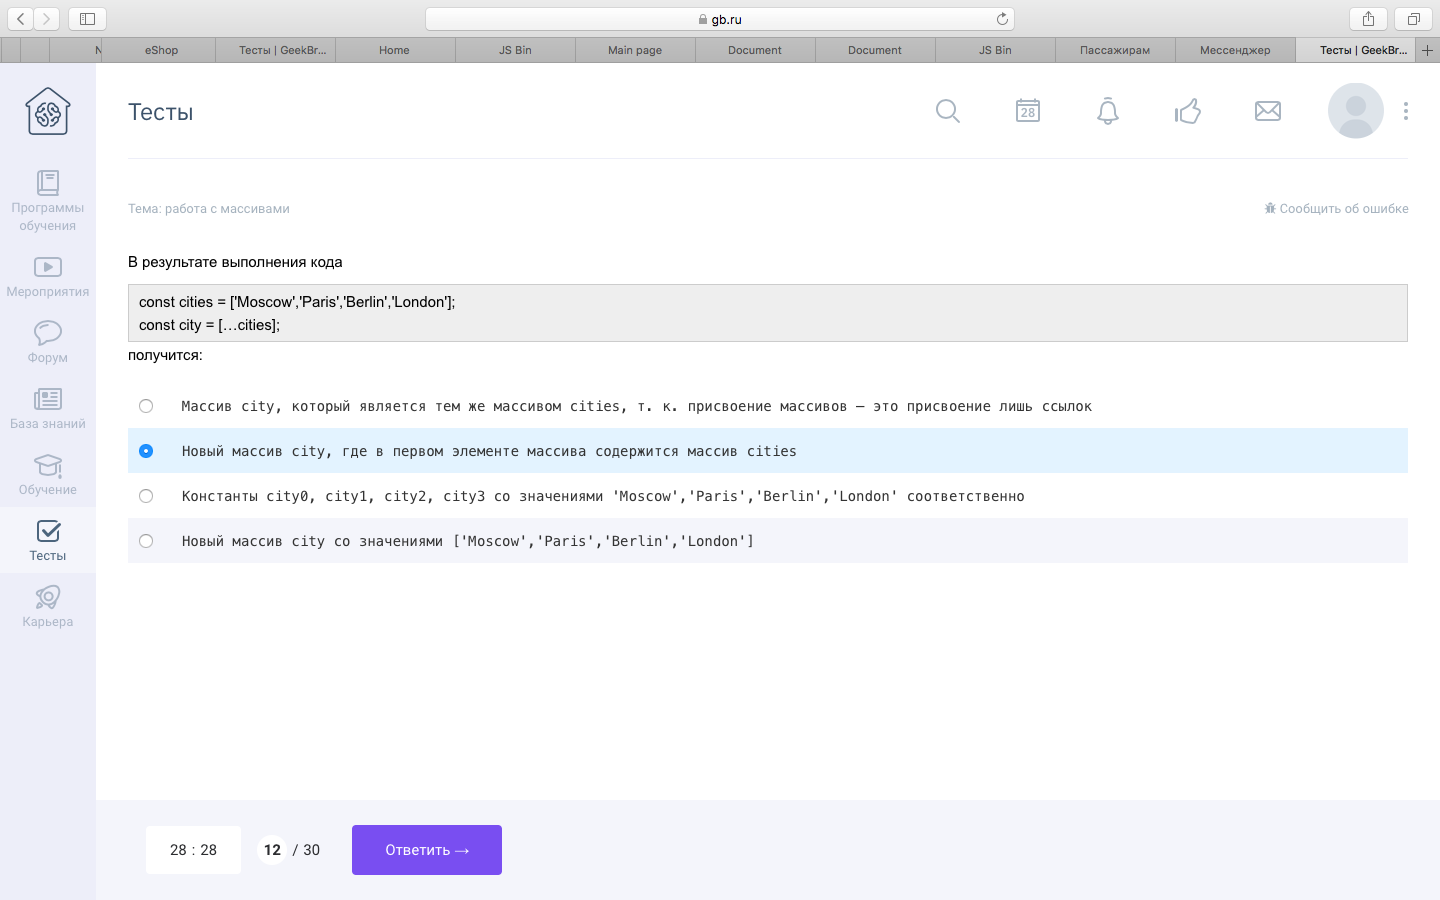 gb.ru
N
eShop
Тесты | GeekBr...
Home
JS Bin
Main page
Document
Document
JS Bin
Пассажирам
Мессенджер
Тесты | GeekBr...
Тесты
28
Программы
обучения
Мероприятия
Форум
База знаний
Обучение
Тесты
Карьера
Тема: работа с массивами
Сообщить об ошибке
В результате выполнения кода
const cities = ['Moscow','Paris','Berlin','London'];
const city = […cities];
получится:
Массив city, который является тем же массивом cities, т. к. присвоение массивов — это присвоение лишь ссылок
Новый массив city, где в первом элементе массива содержится массив cities
Константы city0, city1, city2, city3 со значениями 'Moscow','Paris','Berlin','London' соответственно
Новый массив city со значениями ['Moscow','Paris','Berlin','London']
28 : 28
12 / 30
Ответить →